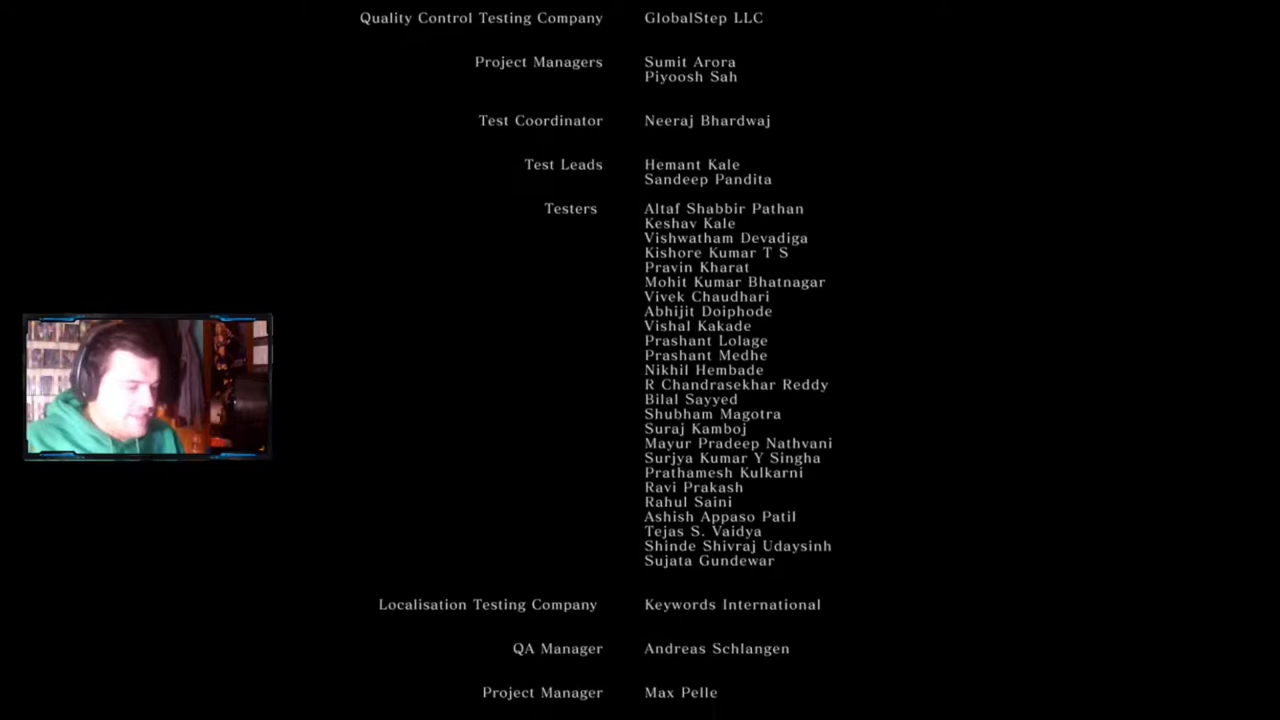 Quality Control Testing Company GlobalStep LLC
Project Managers Sumit Arora
Piyoosh Sah
Test Coordinator Neeraj Bhardwaj
Test Leads Hemant Kale
Sandeep Pandita
Testers Altaf Shabbir Pathan
Keshav Kale
Vishwatham Devadiga
Kishore Kumar T S
Pravin Kharat
Mohit Kumar Bhatnagar
Vivek Chaudhari
Abhijit Doiphode
Vishal Kakade
Prashant Lolage
Prashant Medhe
Nikhil Hembade
R Chandrasekhar Reddy
Bilal Sayyed
Shubham Magotra
Suraj Kamboj
Mayur Pradeep Nathvani
Surjya Kumar Y Singha
Prathamesh Kulkarni
Ravi Prakash
Rahul Saini
Ashish Appaso Patil
Tejas S. Vaidya
Shinde Shivraj Udaysinh
Sujata Gundewar
Localisation Testing Company Keywords International
QA Manager Andreas Schlangen
Project Manager Max Pelle